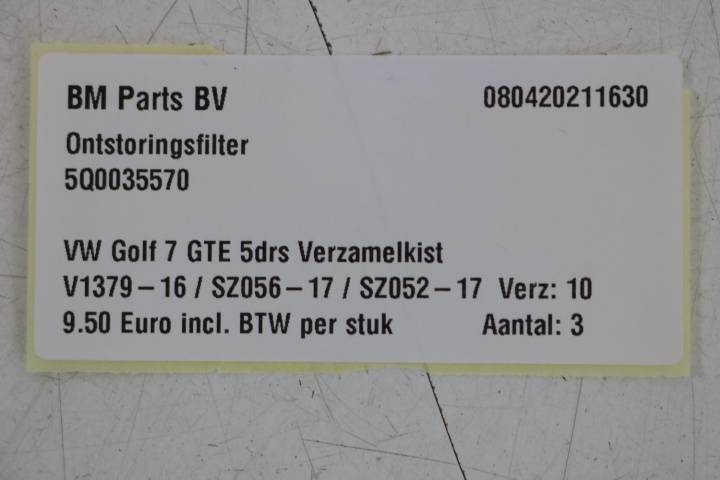 BM Parts BV 080420211630
Ontstoringsfilter
5Q0035570
VW Golf 7 GTE 5drs Verzamelkist
V1379-16 / SZ056-17 / SZ052-17 Verz: 10
9.50 Euro incl. BTW per stuk Aantal: 3